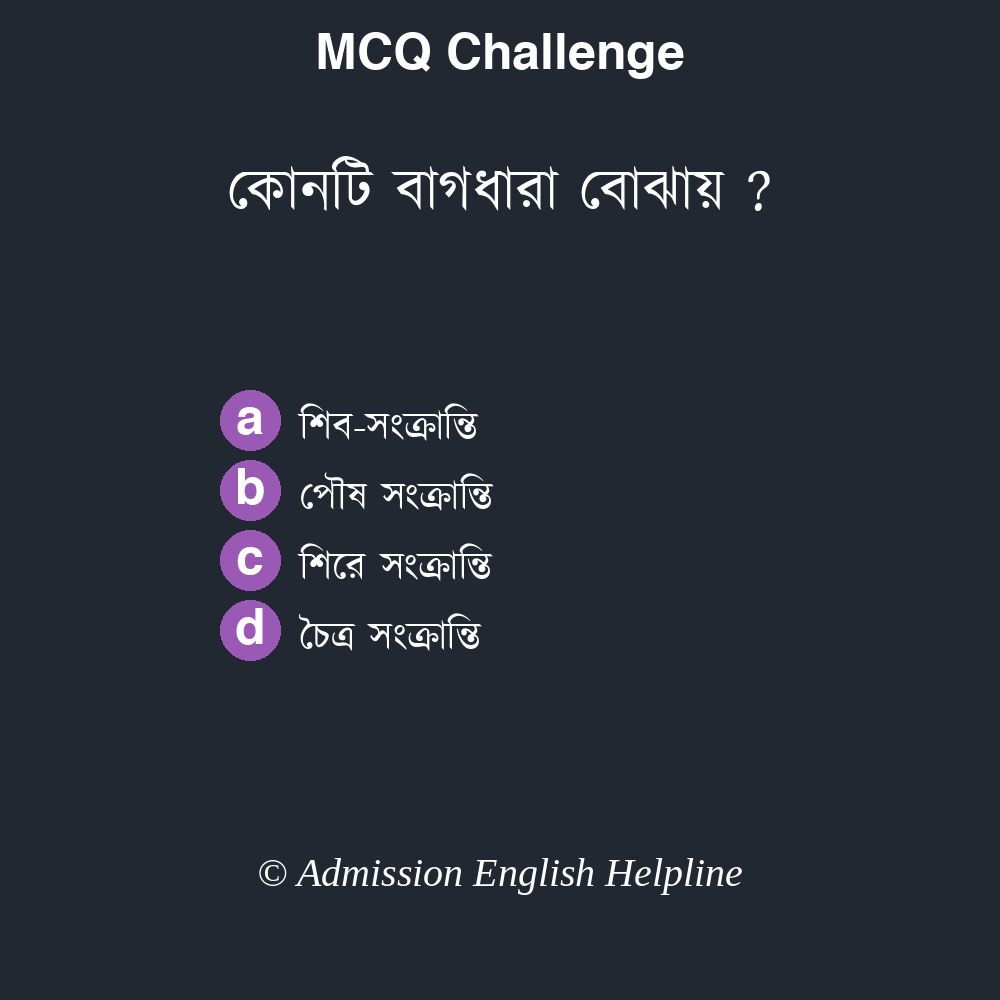 MCQ Challenge
কোনটি বাগধারা বোঝায় ?
a শিব-সংক্রান্তি
b পৌষ সংক্রান্তি
c শিরে সংক্রান্তি
d চৈত্র সংক্রান্তি
© Admission English Helpline